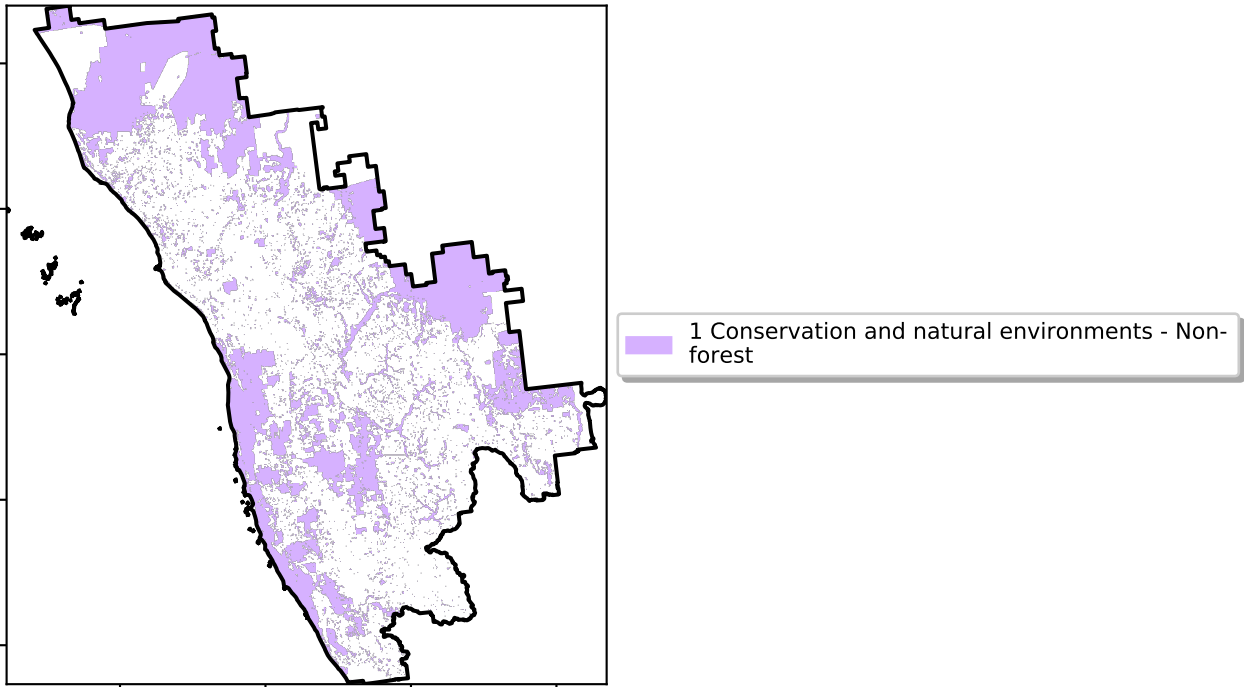 1 Conservation and natural environments - Non-
forest